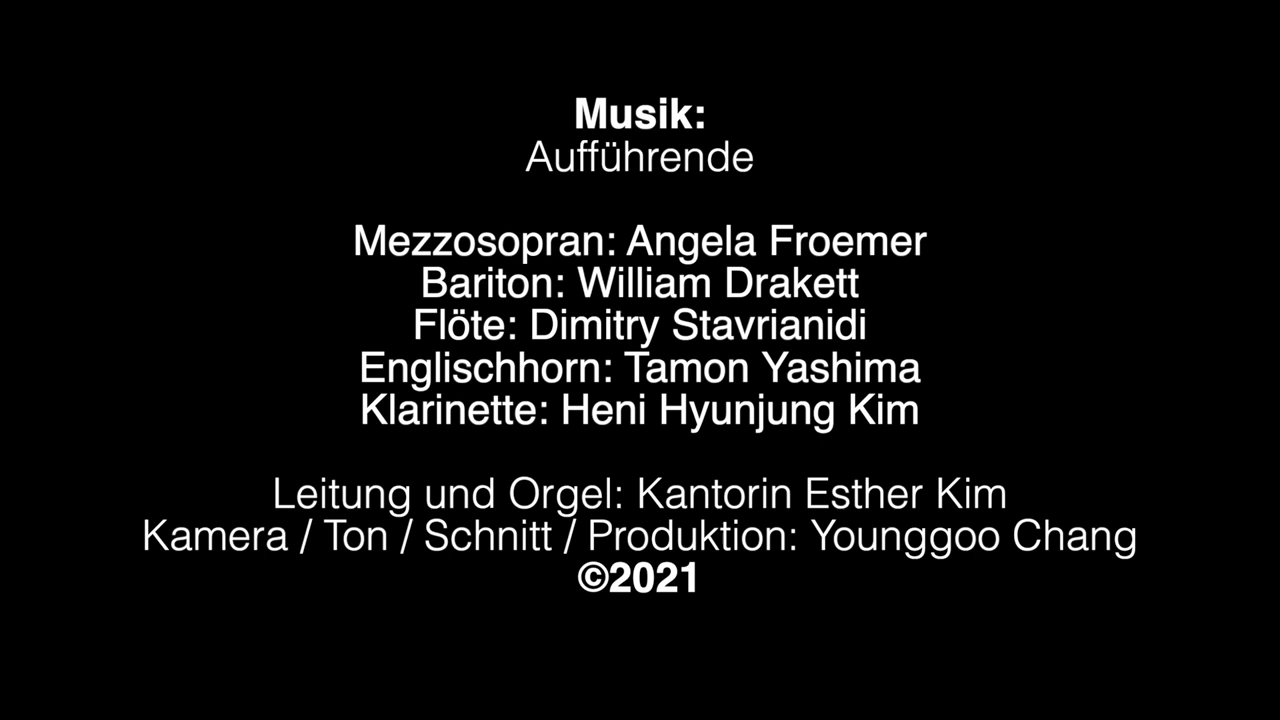 Musik:
Aufführende
Mezzosopran: Angela Froemer
Bariton: William Drakett
Flöte: Dimitry Stavrianidi
Englischhorn: Tamon Yashima
Klarinette: Heni Hyunjung Kim
Leitung und Orgel: Kantorin Esther Kim
Kamera / Ton / Schnitt / Produktion: Younggoo Chang
©2021